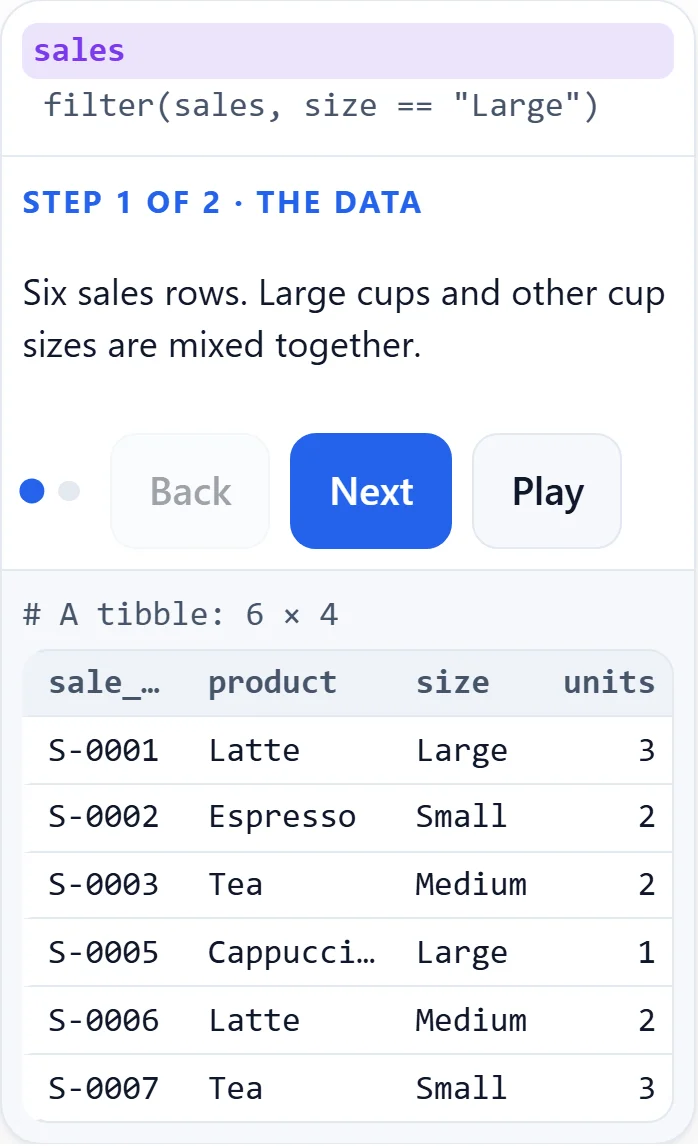 sales
filter(sales, size == "Large")
STEP 1 OF 2 · THE DATA
Six sales rows. Large cups and other cup
sizes are mixed together.
Back Next Play
# A tibble: 6 × 4
sale_… product size units
S-0001 Latte Large 3
S-0002 Espresso Small 2
S-0003 Tea Medium 2
S-0005 Cappucci… Large 1
S-0006 Latte Medium 2
S-0007 Tea Small 3